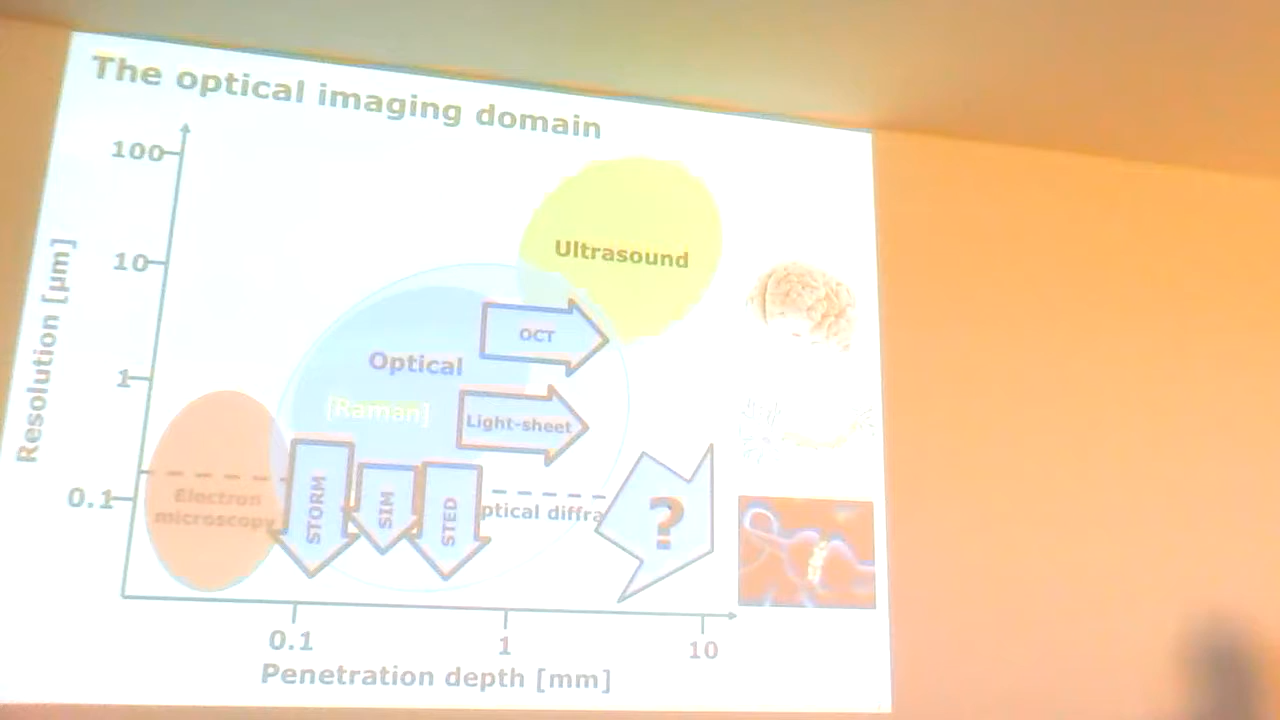 The optical imaging domain
100
10
1
0.1
Resolution [µm]
Ultrasound
OCT
Optical
[Raman]
Light-sheet
Electron
microscopy
STORM
SIM
STED
ptical diffra
?
0.1
1
10
Penetration depth [mm]